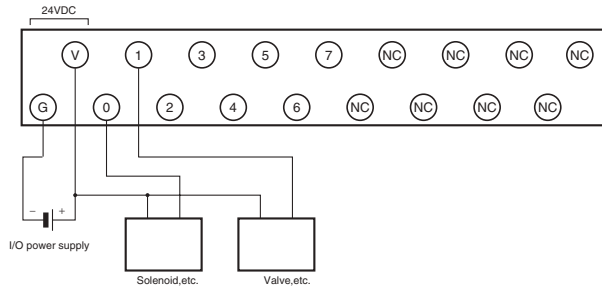 24VDC
V 1 3 5 7 NC NC NC NC
G 0 2 4 6 NC NC NC NC
− +
I/O power supply
Solenoid,etc. Valve,etc.